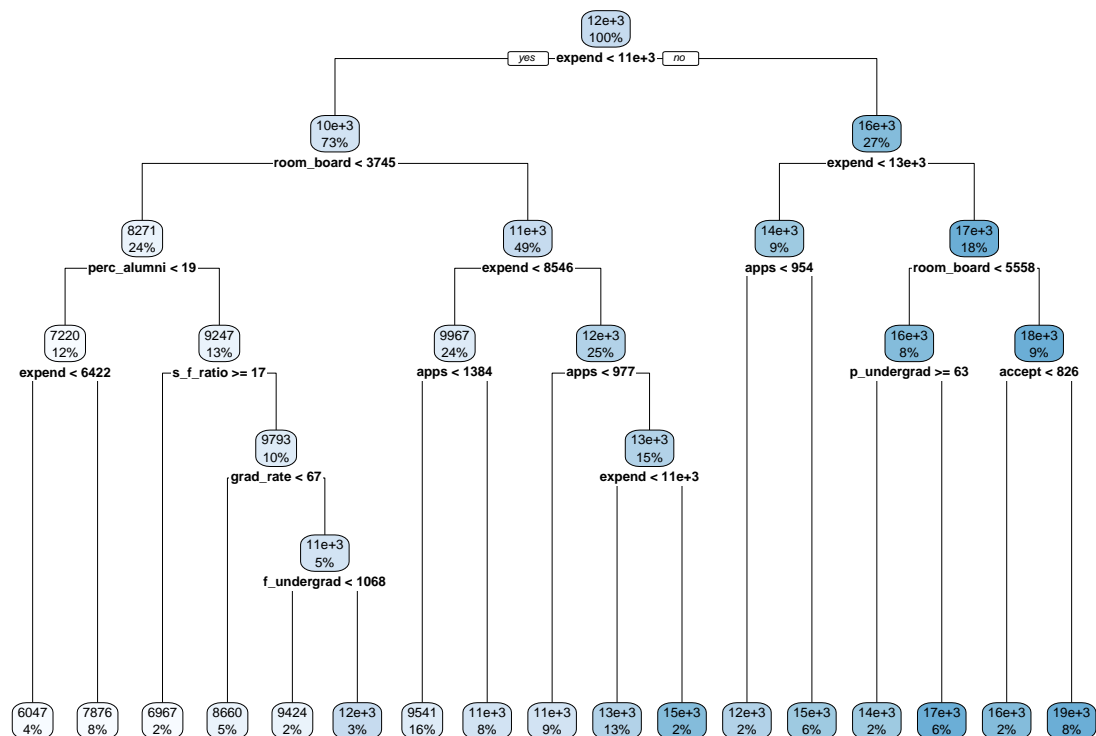 12e+3
100%
yes expend < 11e+3 no
10e+3
73%
room_board < 3745
16e+3
27%
expend < 13e+3
8271
24%
perc_alumni < 19
11e+3
49%
expend < 8546
14e+3
9%
apps < 954
17e+3
18%
room_board < 5558
7220
12%
expend < 6422
9247
13%
s_f_ratio >= 17
9967
24%
apps < 1384
12e+3
25%
apps < 977
16e+3
8%
p_undergrad >= 63
18e+3
9%
accept < 826
9793
10%
grad_rate < 67
13e+3
15%
expend < 11e+3
11e+3
5%
f_undergrad < 1068
6047
4%
7876
8%
6967
2%
8660
5%
9424
2%
12e+3
3%
9541
16%
11e+3
8%
11e+3
9%
13e+3
13%
15e+3
2%
12e+3
2%
15e+3
6%
14e+3
2%
17e+3
6%
16e+3
2%
19e+3
8%